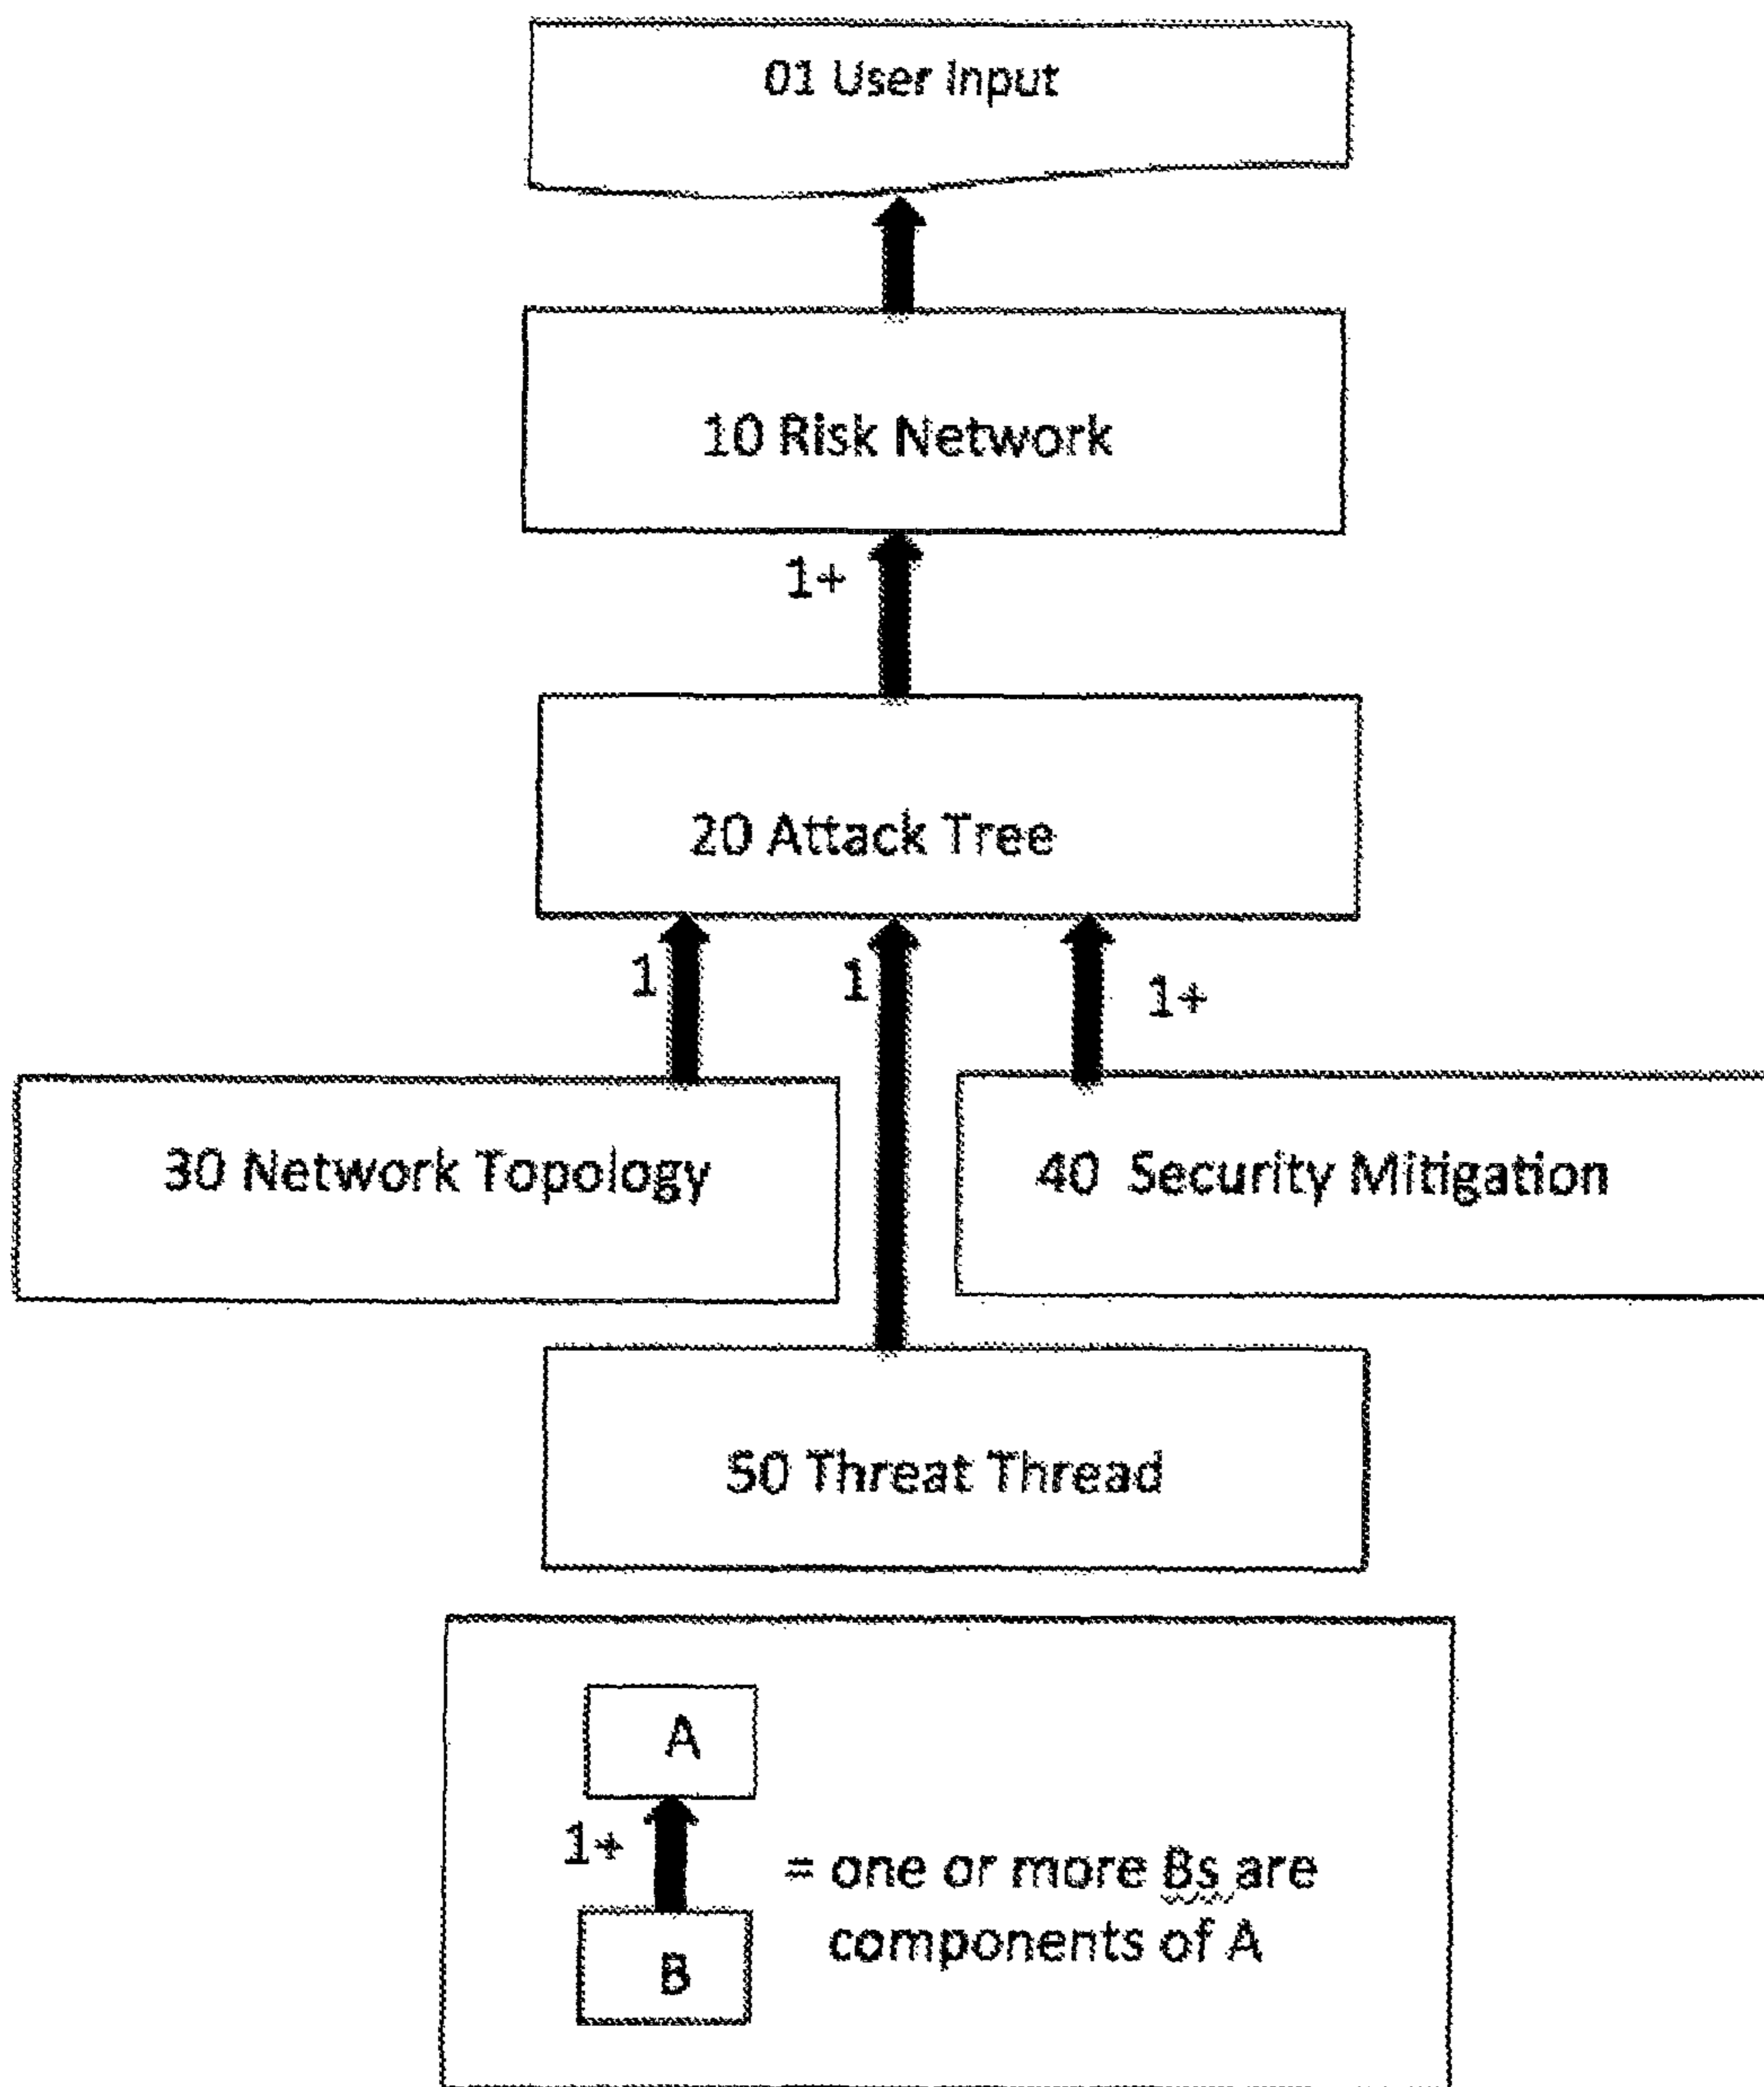 01 User Input
10 Risk Network
1+
20 Attack Tree
1
1
1+
30 Network Topology
40 Security Mitigation
50 Threat Thread
A
1+
= one or more Bs are
components of A
B